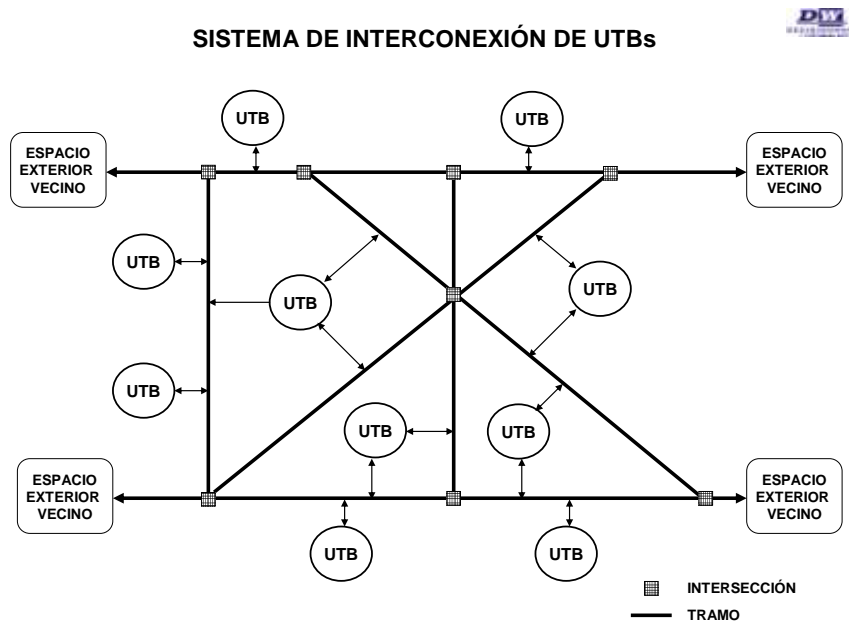 DW
SISTEMA DE INTERCONEXIÓN DE UTBs
UTB
UTB
ESPACIO
EXTERIOR
VECINO
ESPACIO
EXTERIOR
VECINO
UTB
UTB
UTB
UTB
UTB
UTB
ESPACIO
EXTERIOR
VECINO
ESPACIO
EXTERIOR
VECINO
UTB
UTB
INTERSECCIÓN
TRAMO